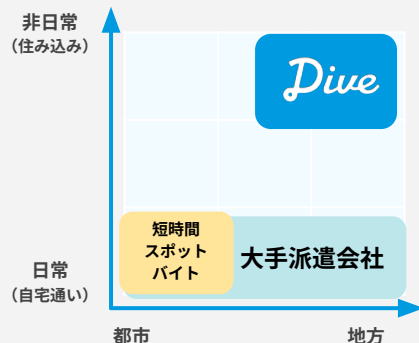 非日常
（住み込み）
Dive
短時間
スポット
バイト
大手派遣会社
日常
（自宅通い）
都市
地方